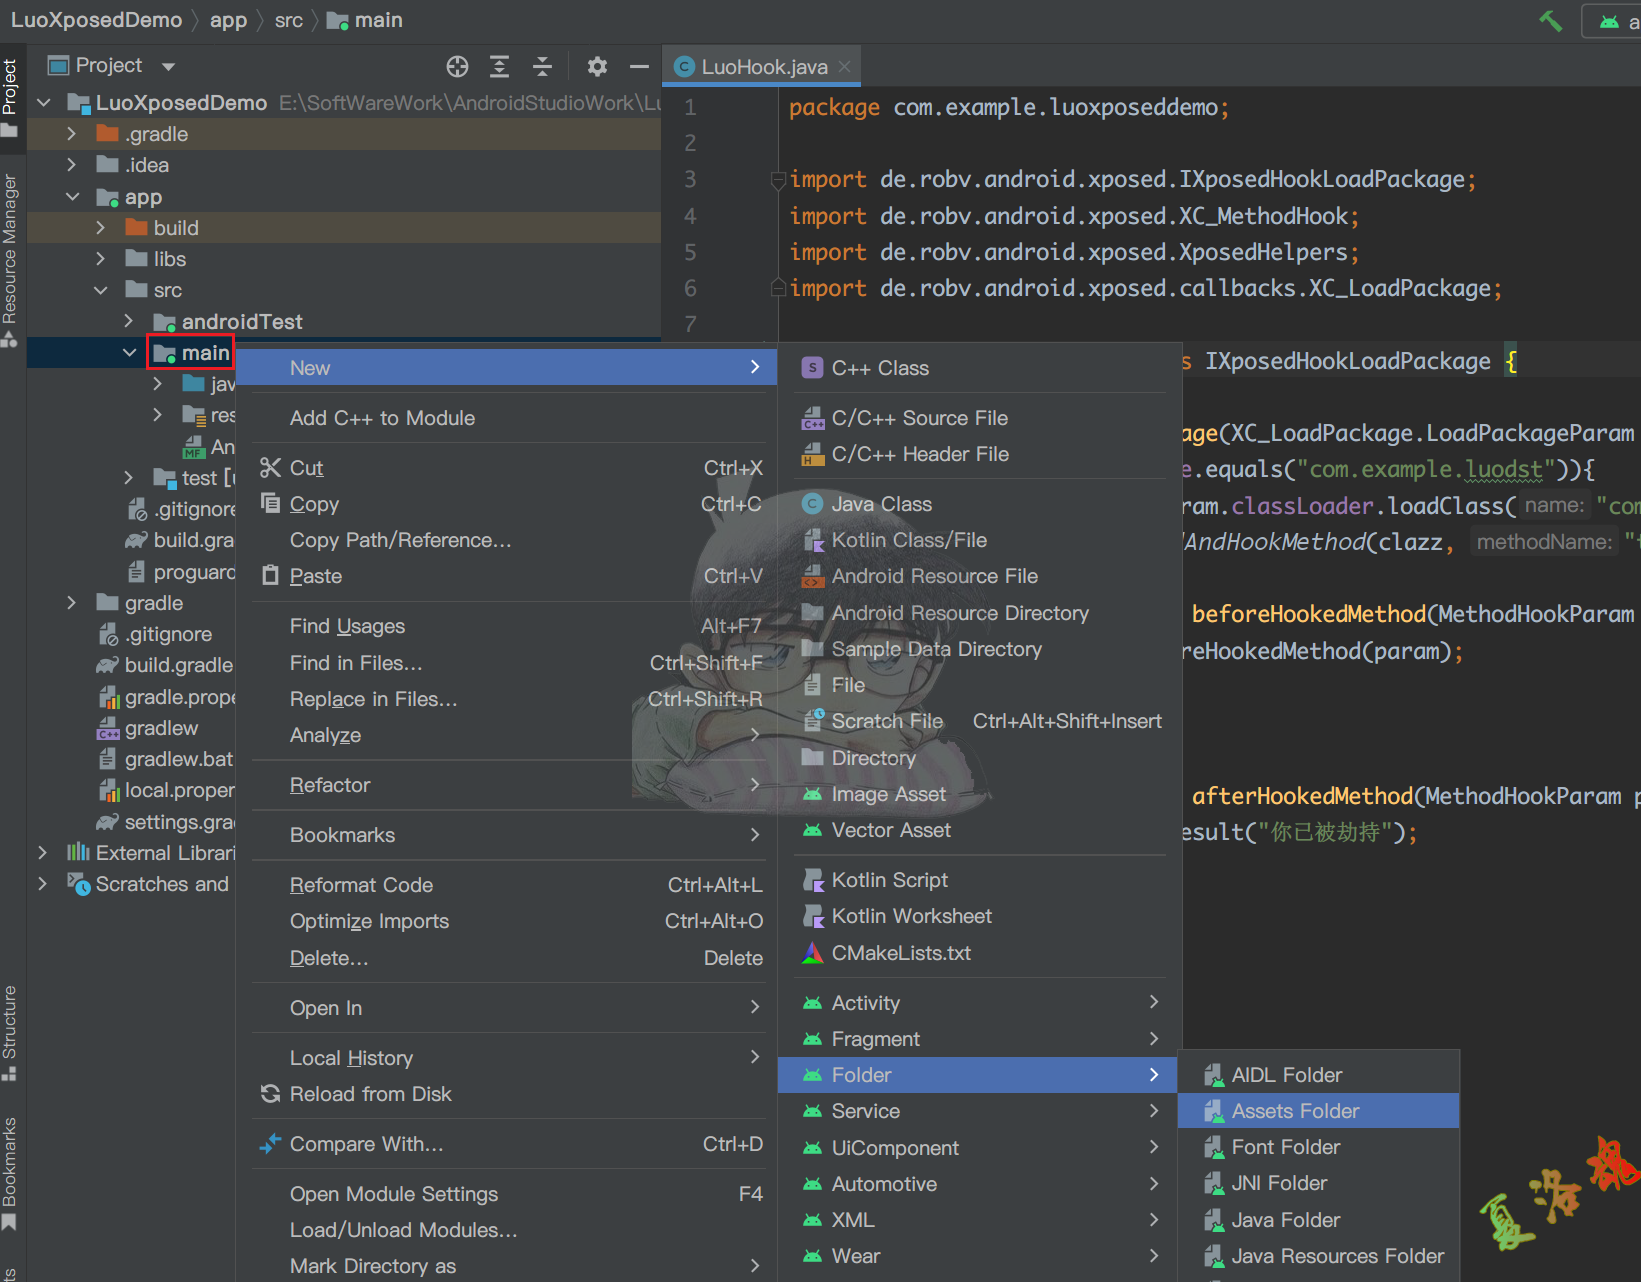 LuoXposedDemo app src main
a
Project
LuoHook.java
Project
Resource Manager
Structure
Bookmarks
ts
LuoXposedDemo E:\SoftWareWork\AndroidStudioWork\Lu
.gradle
.idea
app
build
libs
src
androidTest
main
jav
res
An
test [u
.gitignore
build.gra
proguard
gradle
.gitignore
build.gradle
gradle.prope
gradlew
gradlew.bat
local.proper
settings.grad
External Librari
Scratches and
1 package com.example.luoxposeddemo;
2
3 import de.robv.android.xposed.IXposedHookLoadPackage;
4 import de.robv.android.xposed.XC_MethodHook;
5 import de.robv.android.xposed.XposedHelpers;
6 import de.robv.android.xposed.callbacks.XC_LoadPackage;
7
s IXposedHookLoadPackage {
age(XC_LoadPackage.LoadPackageParam
e.equals("com.example.luodst")){
ram.classLoader.loadClass( name: "com
AndHookMethod(clazz, methodName: "
beforeHookedMethod(MethodHookParam
reHookedMethod(param);
afterHookedMethod(MethodHookParam p
esult("你已被劫持");
New
Add C++ to Module
Cut Ctrl+X
Copy Ctrl+C
Copy Path/Reference...
Paste Ctrl+V
Find Usages Alt+F7
Find in Files... Ctrl+Shift+F
Replace in Files... Ctrl+Shift+R
Analyze
Refactor
Bookmarks
Reformat Code Ctrl+Alt+L
Optimize Imports Ctrl+Alt+O
Delete... Delete
Open In
Local History
Reload from Disk
Compare With... Ctrl+D
Open Module Settings F4
Load/Unload Modules...
Mark Directory as
C++ Class
C/C++ Source File
C/C++ Header File
Java Class
Kotlin Class/File
Android Resource File
Android Resource Directory
Sample Data Directory
File
Scratch File Ctrl+Alt+Shift+Insert
Directory
Image Asset
Vector Asset
Kotlin Script
Kotlin Worksheet
CMakeLists.txt
Activity
Fragment
Folder
Service
UiComponent
Automotive
XML
Wear
AIDL Folder
Assets Folder
Font Folder
JNI Folder
Java Folder
Java Resources Folder
夏洛